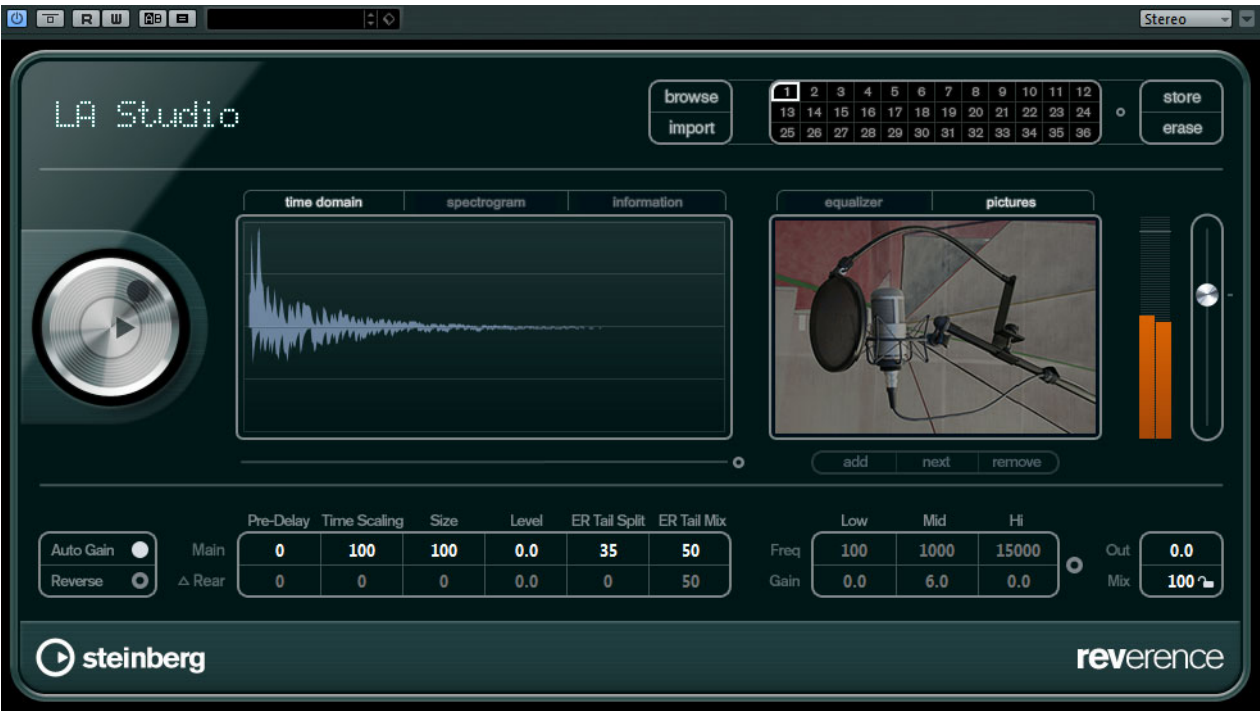 R W AB Stereo
LA Studio
browse
import
1 2 3 4 5 6 7 8 9 10 11 12
13 14 15 16 17 18 19 20 21 22 23 24
25 26 27 28 29 30 31 32 33 34 35 36
store
erase
time domain spectrogram information
equalizer pictures
add next remove
Pre-Delay Time Scaling Size Level ER Tail Split ER Tail Mix
Low Mid Hi
Auto Gain Main 0 100 100 0.0 35 50 Freq 100 1000 15000 Out 0.0
Reverse △ Rear 0 0 0 0.0 0 50 Gain 0.0 6.0 0.0 Mix 100
steinberg
reverence